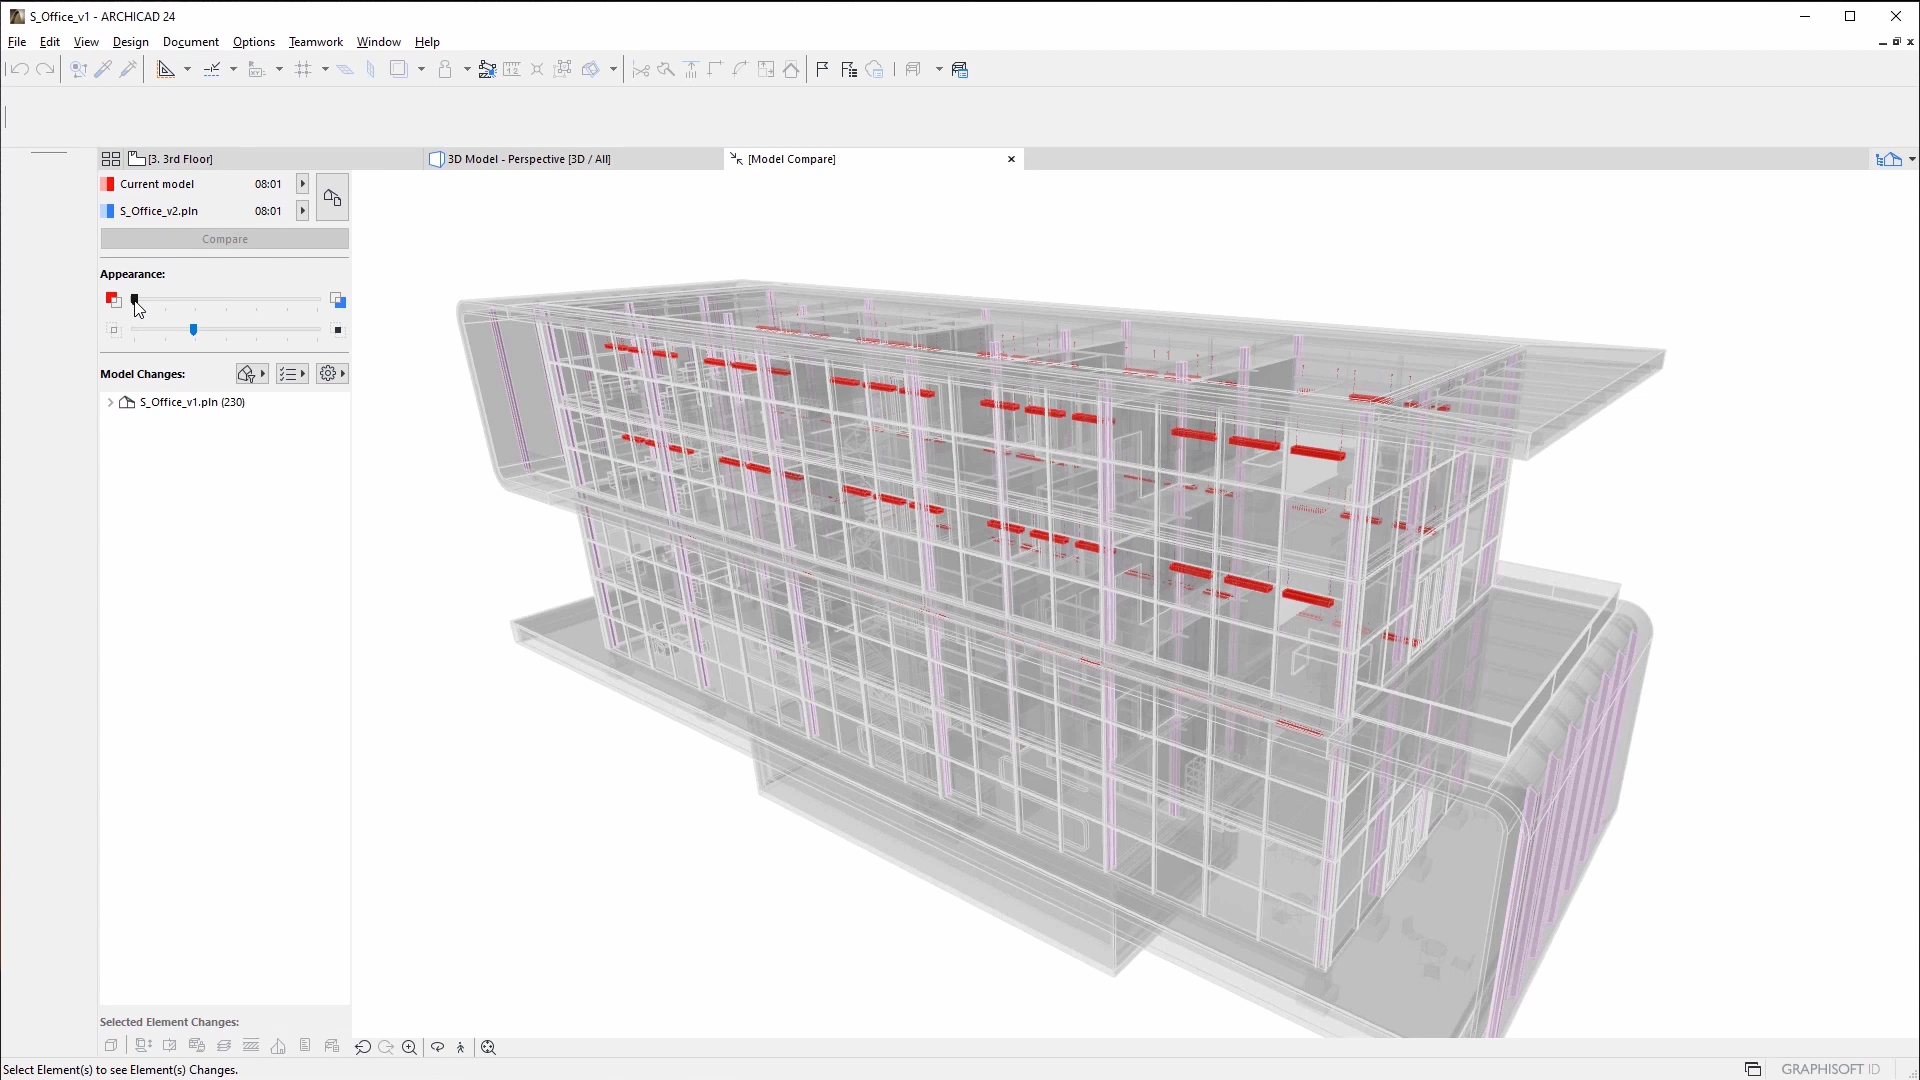 S_Office_v1 - ARCHICAD 24
File Edit View Design Document Options Teamwork Window Help
[3. 3rd Floor]
3D Model - Perspective [3D / All]
[Model Compare]
Current model 08:01
S_Office_v2.pln 08:01
Compare
Appearance:
Model Changes:
S_Office_v1.pln (230)
Selected Element Changes:
Select Element(s) to see Element(s) Changes.
GRAPHISOFT ID